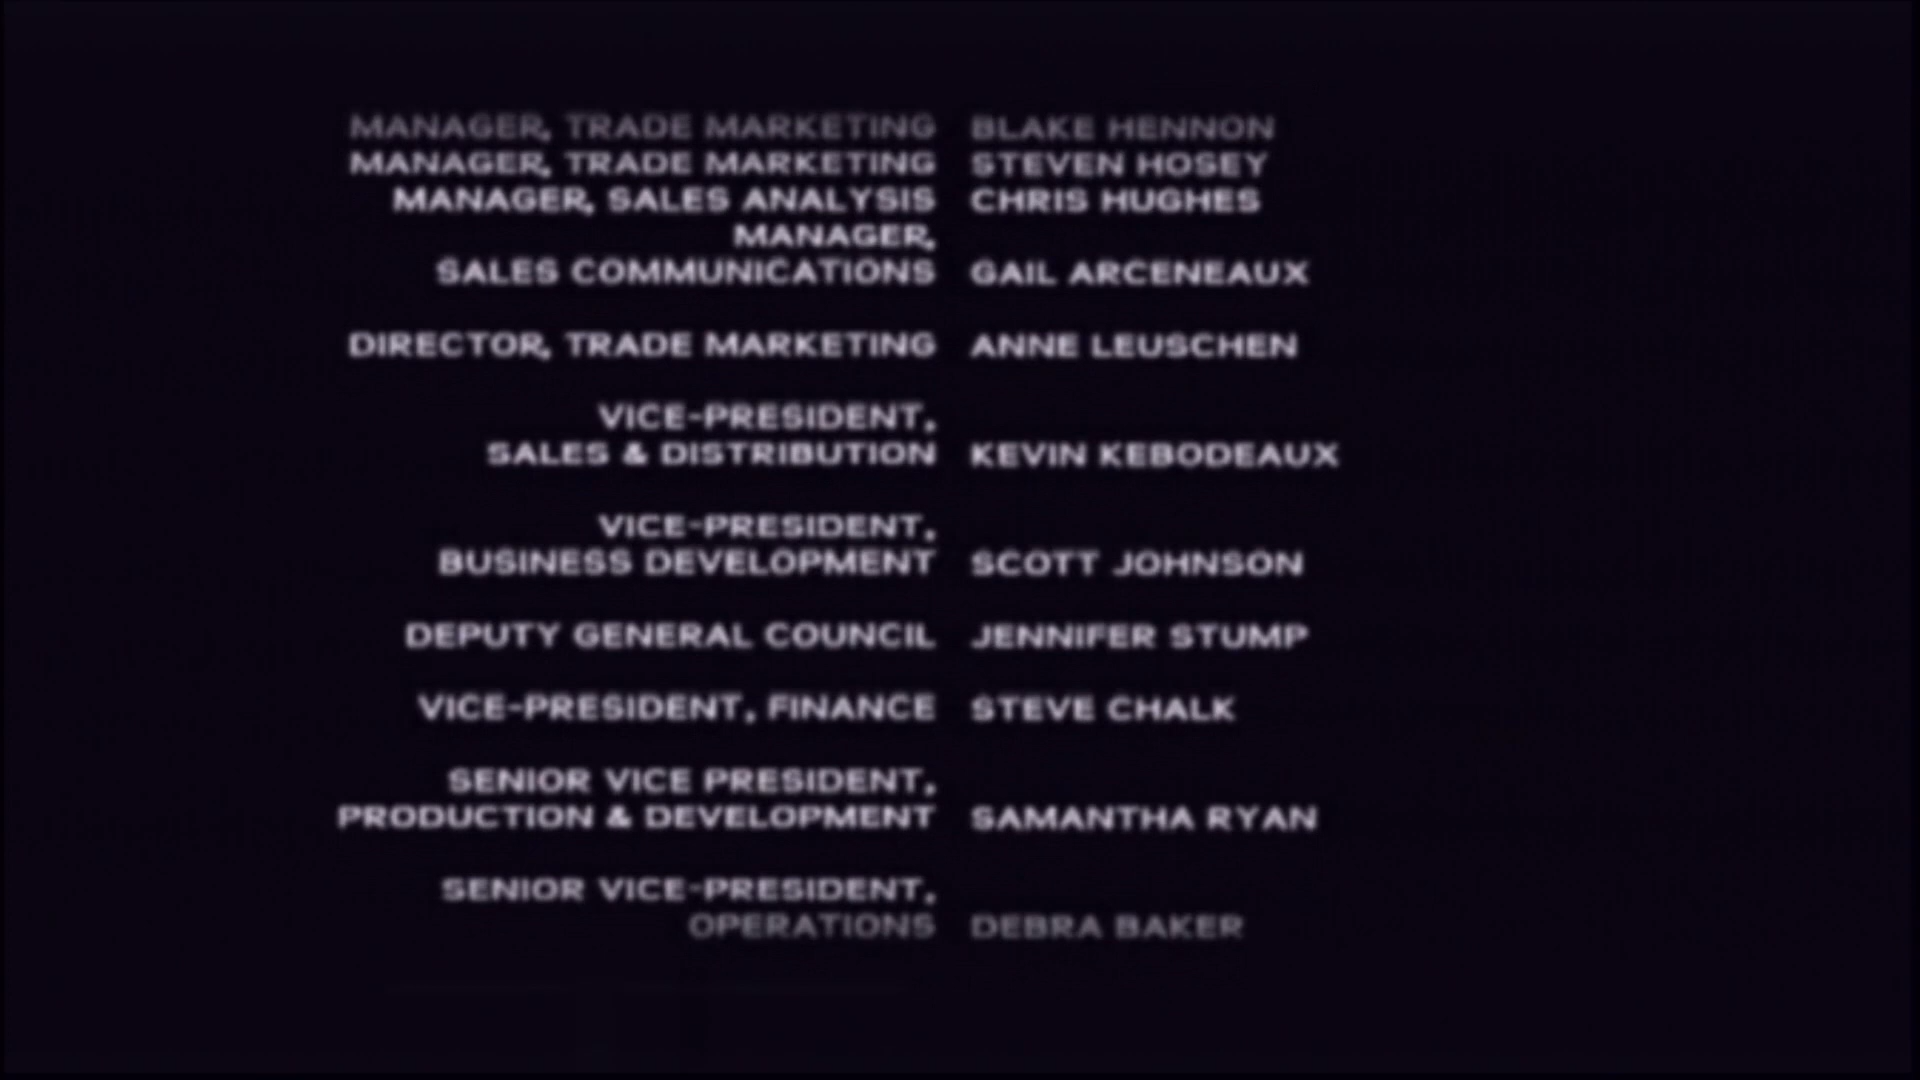 MANAGER, TRADE MARKETING BLAKE HENNON
MANAGER, TRADE MARKETING STEVEN HOSEY
MANAGER, SALES ANALYSIS CHRIS HUGHES
MANAGER,
SALES COMMUNICATIONS GAIL ARCENEAUX
DIRECTOR, TRADE MARKETING ANNE LEUSCHEN
VICE-PRESIDENT,
SALES & DISTRIBUTION KEVIN KEBODEAUX
VICE-PRESIDENT,
BUSINESS DEVELOPMENT SCOTT JOHNSON
DEPUTY GENERAL COUNCIL JENNIFER STUMP
VICE-PRESIDENT, FINANCE STEVE CHALK
SENIOR VICE PRESIDENT,
PRODUCTION & DEVELOPMENT SAMANTHA RYAN
SENIOR VICE-PRESIDENT,
OPERATIONS DEBRA BAKER